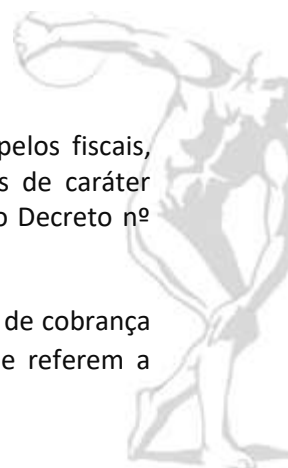 pelos fiscais,
s de caráter
o Decreto nº
de cobrança
e referem a